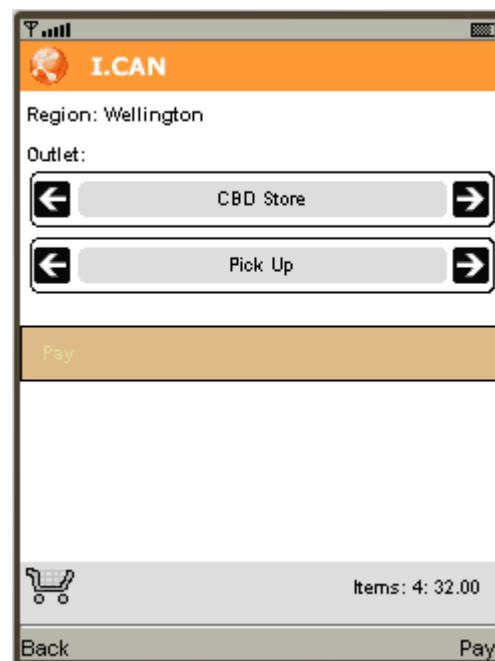 I.CAN
Region: Wellington
Outlet:
CBD Store
Pick Up
Pay
Items: 4: 32.00
Back Pay